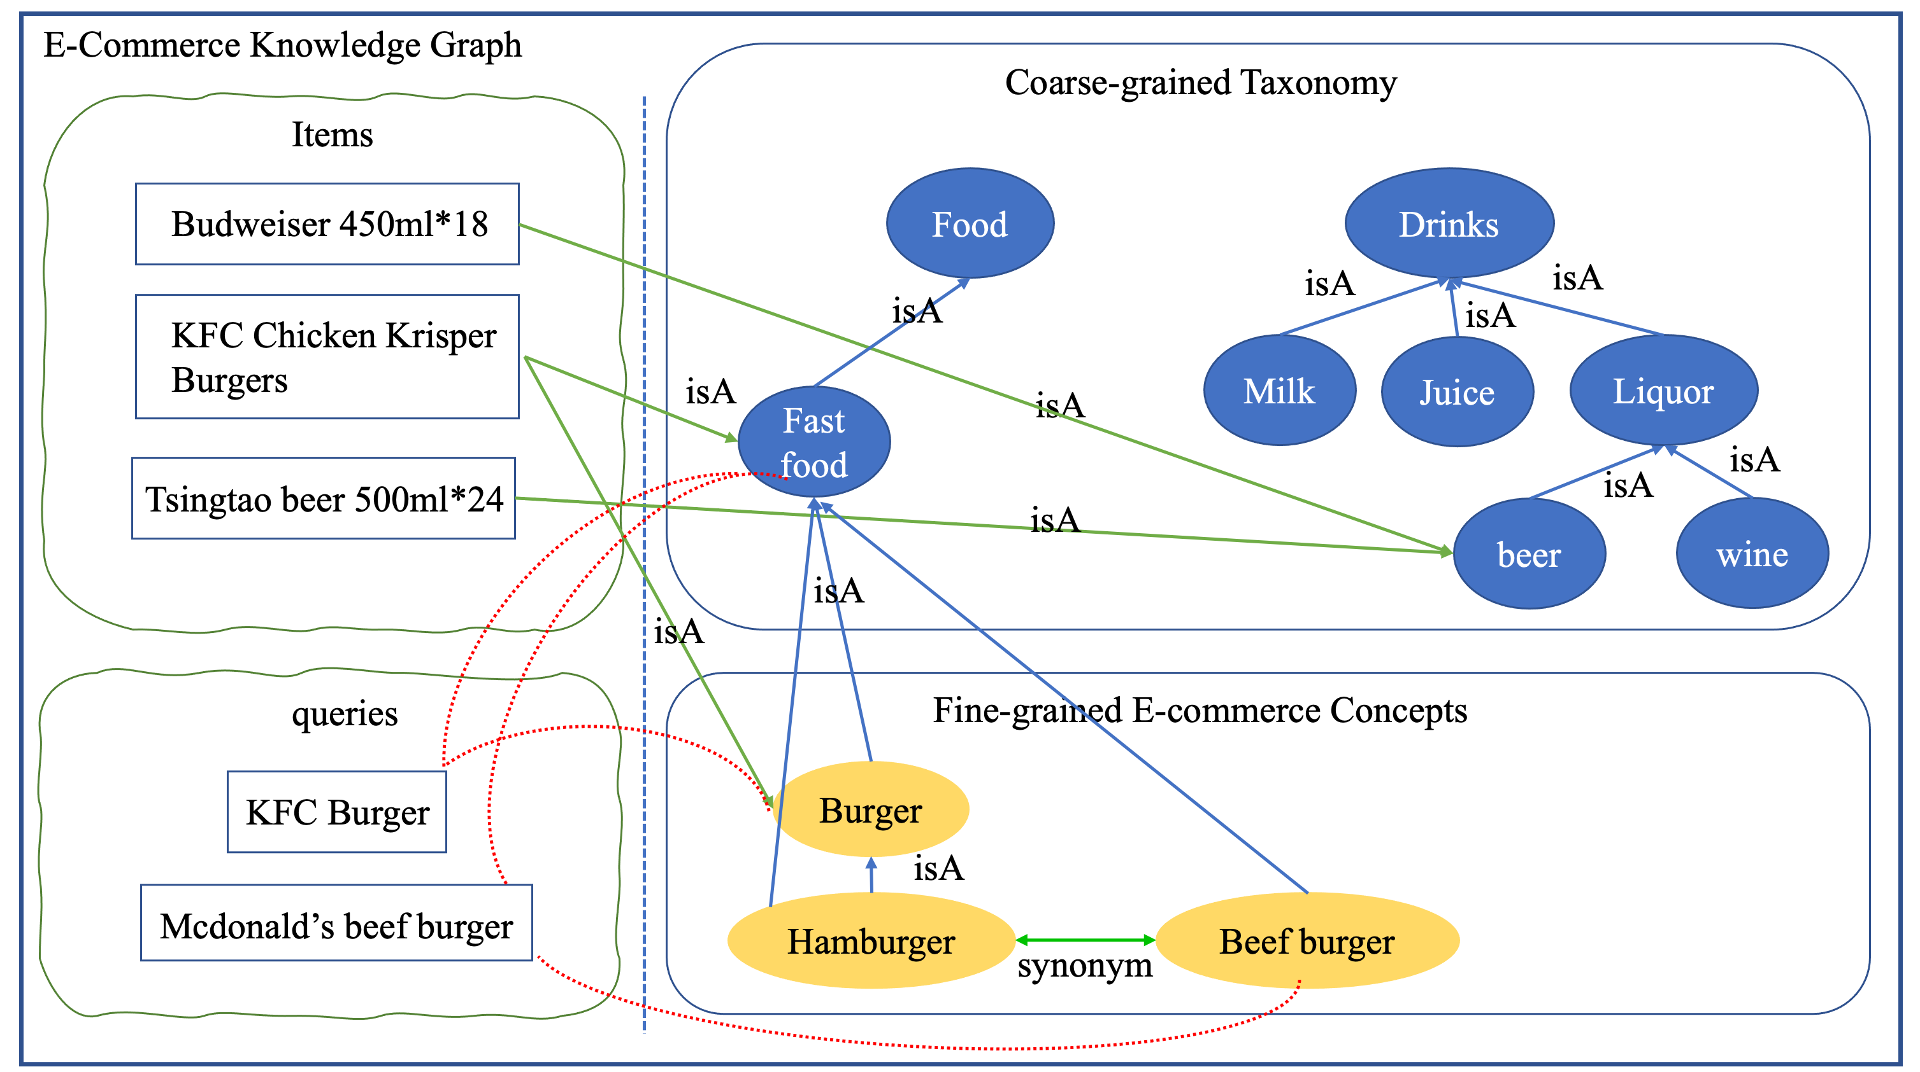 E-Commerce Knowledge Graph
Coarse-grained Taxonomy
Items
Budweiser 450ml*18
Food
Drinks
isA
isA
isA
isA
KFC Chicken Krisper
Burgers
isA
isA
Milk
Juice
Liquor
Fast
food
isA
isA
Tsingtao beer 500ml*24
isA
beer
wine
isA
isA
queries
Fine-grained E-commerce Concepts
KFC Burger
Burger
isA
Mcdonald’s beef burger
Hamburger
synonym
Beef burger